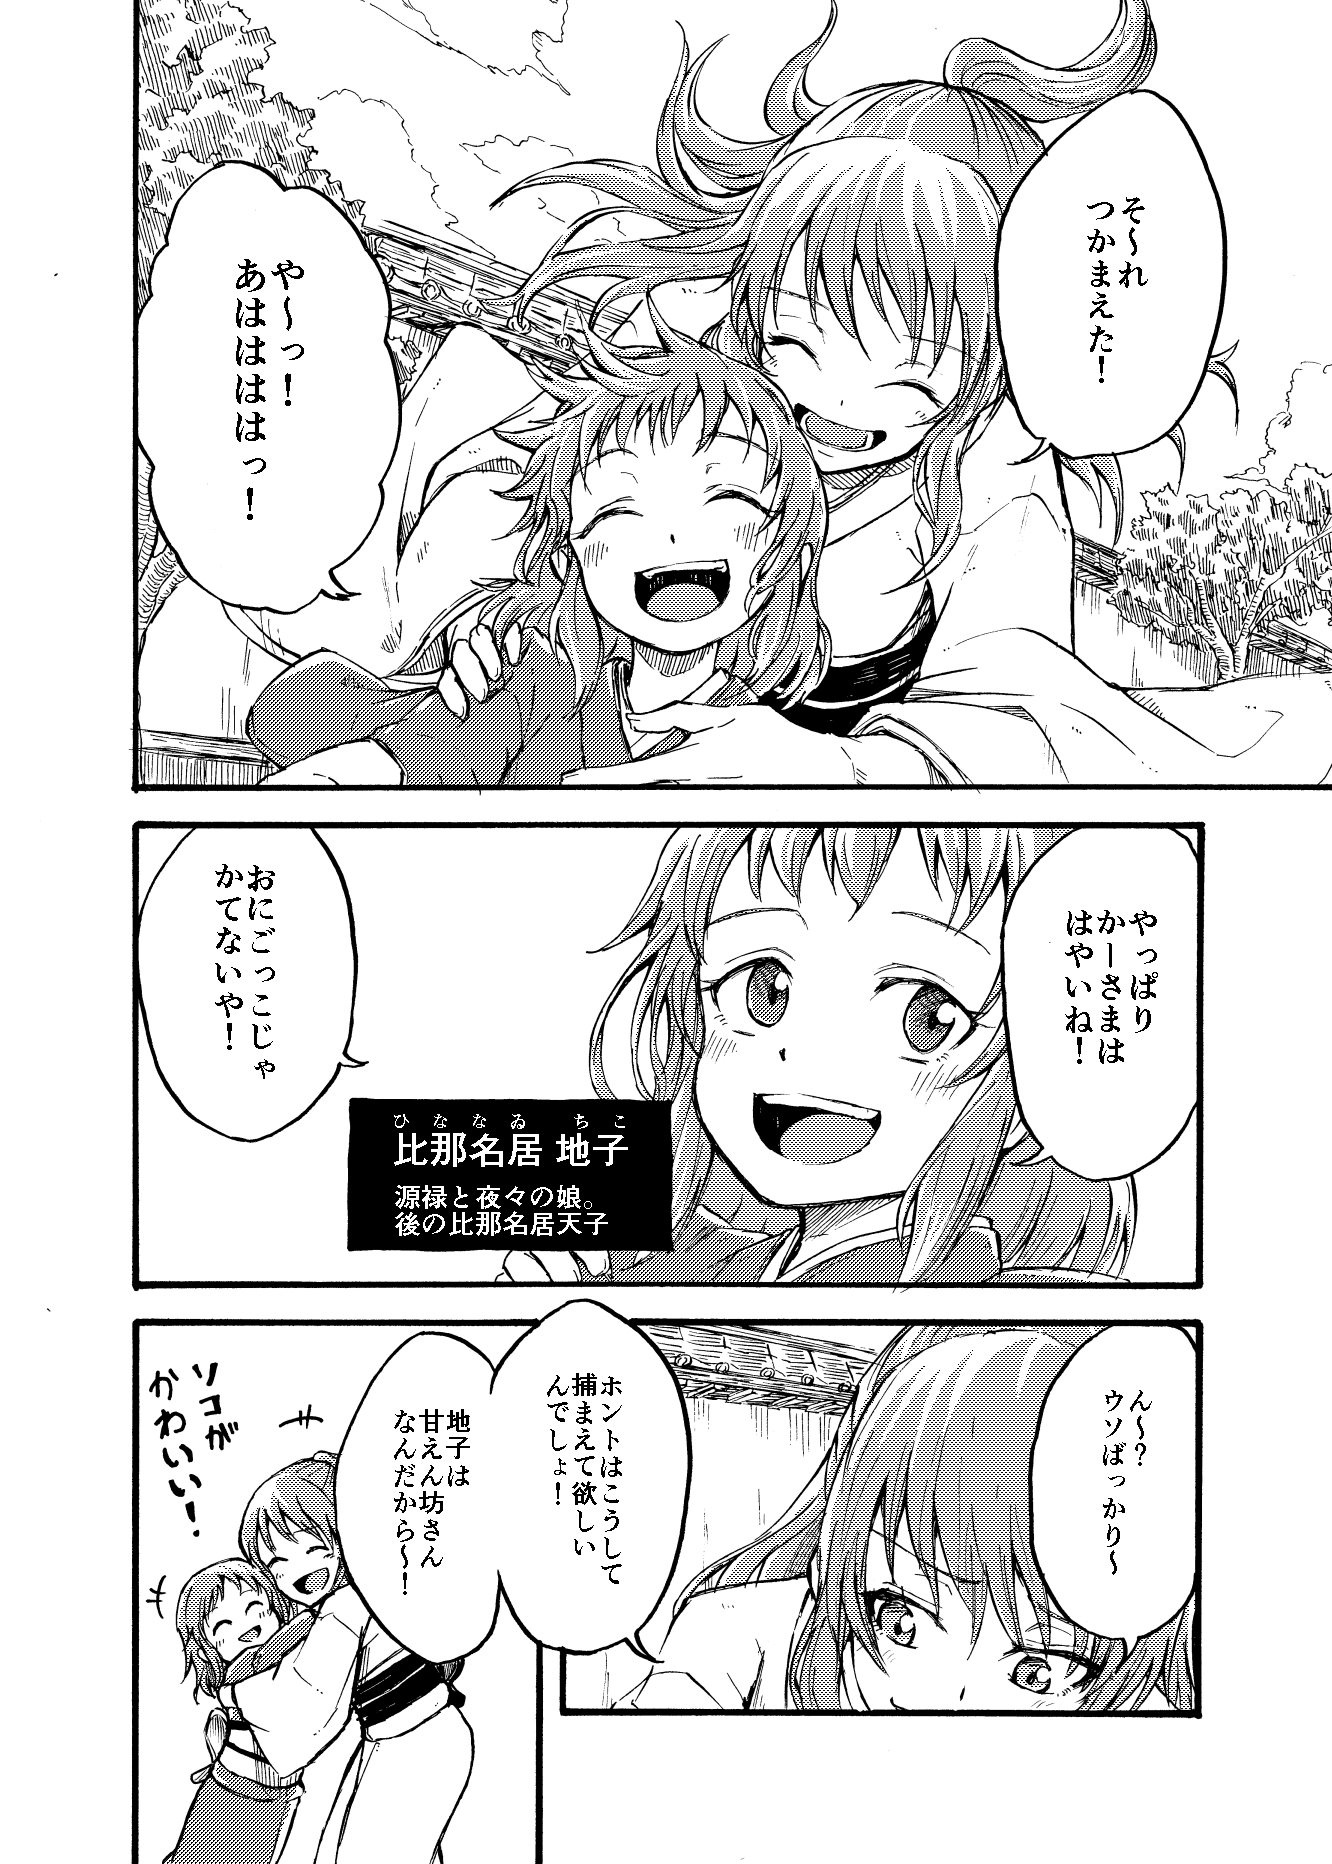 そ～れ
つかまえた！
や～っ！
あははははっ！
やっぱり
かーさまは
はやいね！
おにごっこじゃ
かてないや！
ひななゐ ちこ
比那名居 地子
源禄と夜々の娘。
後の比那名居天子
ん～？
ウソばっかり～
ホントはこうして
捕まえて欲しい
んでしょ！
地子は
甘えん坊さん
なんだから～！
ソコが
かわいい！